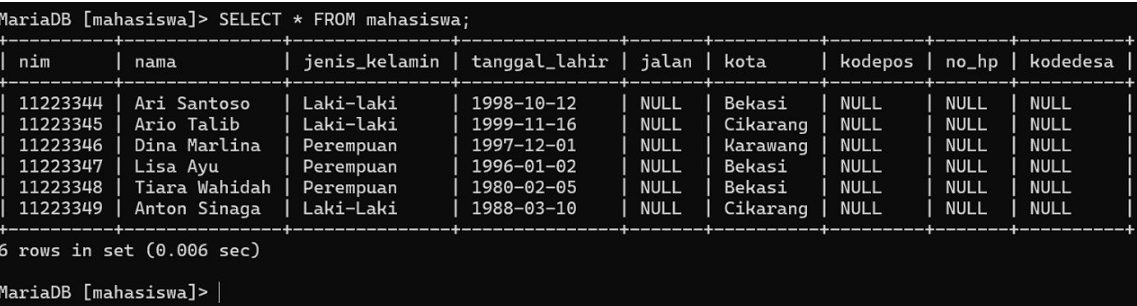 MariaDB [mahasiswa]> SELECT * FROM mahasiswa;
+----------+---------------+---------------+---------------+-------+----------+---------+-------+----------+
| nim | nama | jenis_kelamin | tanggal_lahir | jalan | kota | kodepos | no_hp | kodedesa |
+----------+---------------+---------------+---------------+-------+----------+---------+-------+----------+
| 11223344 | Ari Santoso | Laki-laki | 1998-10-12 | NULL | Bekasi | NULL | NULL | NULL |
| 11223345 | Ario Talib | Laki-laki | 1999-11-16 | NULL | Cikarang | NULL | NULL | NULL |
| 11223346 | Dina Marlina | Perempuan | 1997-12-01 | NULL | Karawang | NULL | NULL | NULL |
| 11223347 | Lisa Ayu | Perempuan | 1996-01-02 | NULL | Bekasi | NULL | NULL | NULL |
| 11223348 | Tiara Wahidah | Perempuan | 1980-02-05 | NULL | Bekasi | NULL | NULL | NULL |
| 11223349 | Anton Sinaga | Laki-Laki | 1988-03-10 | NULL | Cikarang | NULL | NULL | NULL |
+----------+---------------+---------------+---------------+-------+----------+---------+-------+----------+
6 rows in set (0.006 sec)
MariaDB [mahasiswa]>